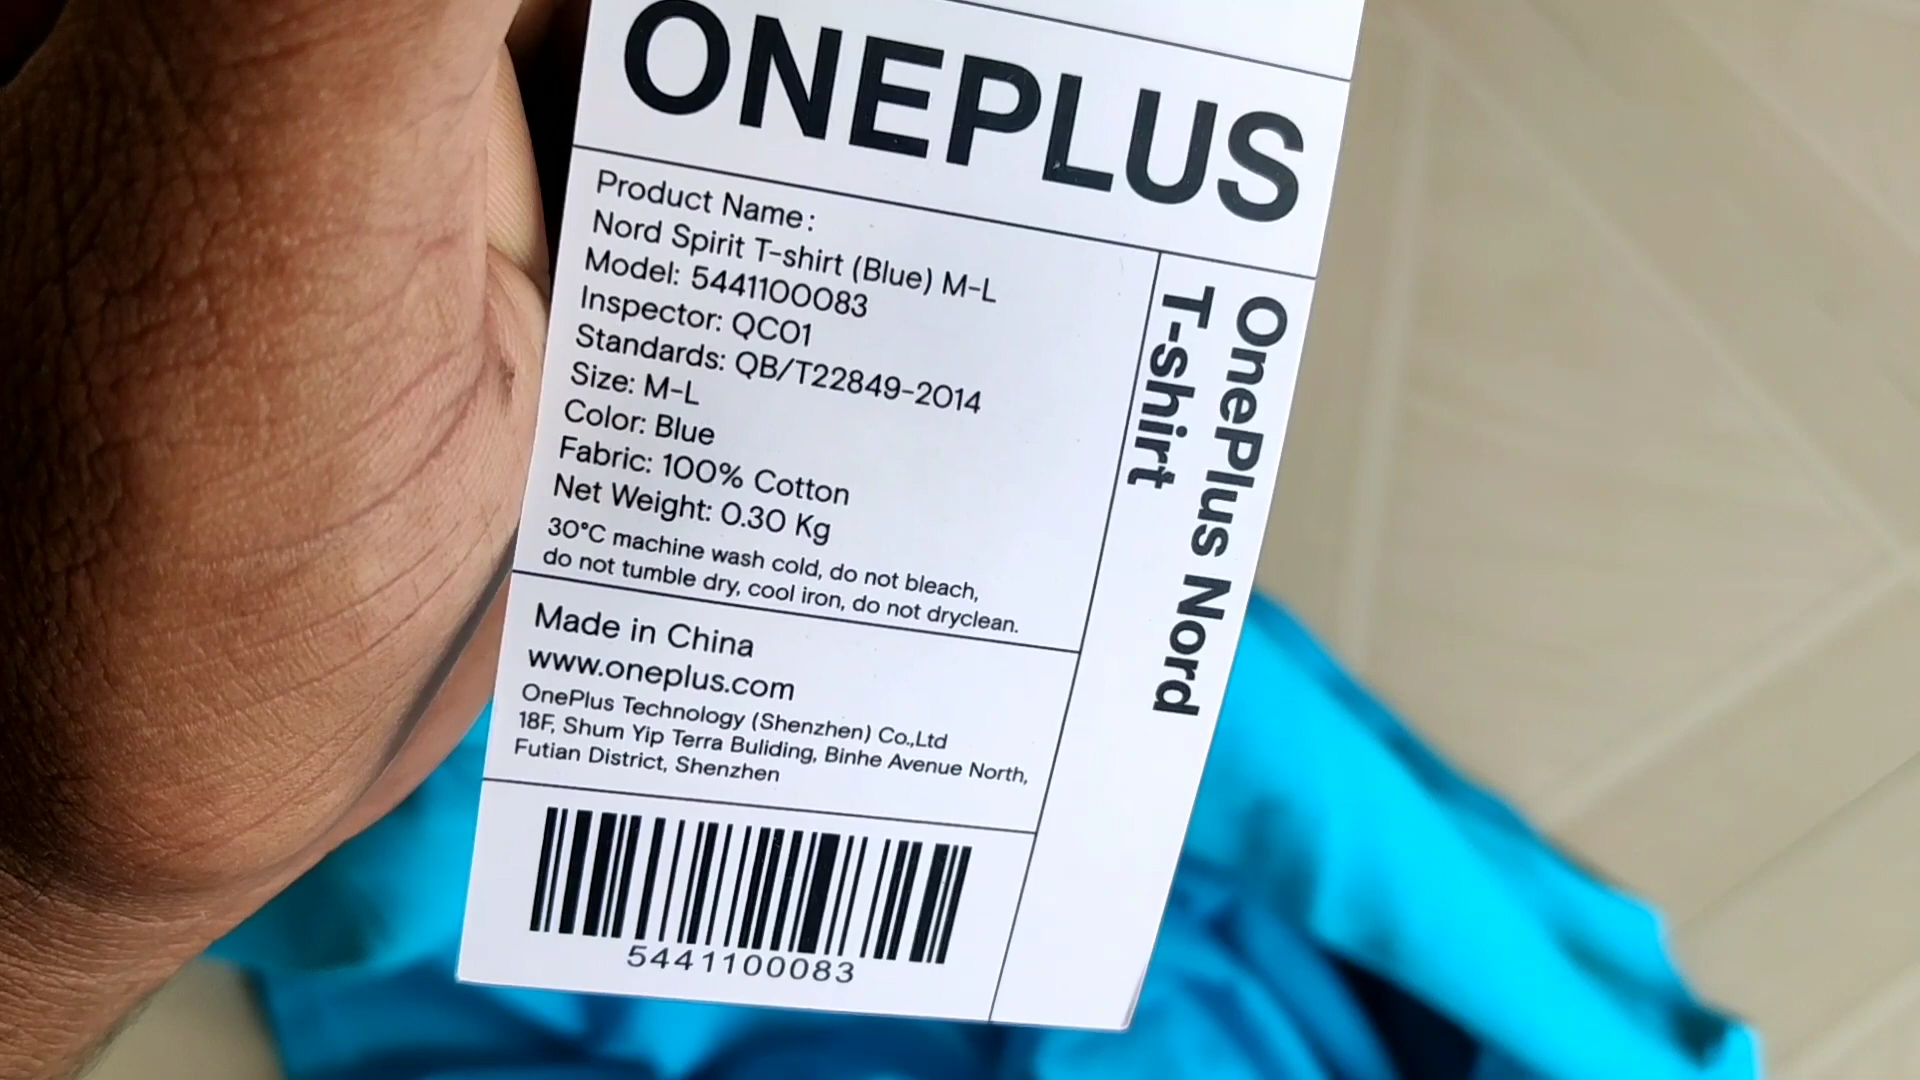 ONEPLUS
Product Name:
Nord Spirit T-shirt (Blue) M-L
Model: 5441100083
Inspector: QC01
Standards: QB/T22849-2014
Size: M-L
Color: Blue
Fabric: 100% Cotton
Net Weight: 0.30 Kg
30°C machine wash cold, do not bleach,
do not tumble dry, cool iron, do not dryclean.
Made in China
www.oneplus.com
OnePlus Technology (Shenzhen) Co.,Ltd
18F, Shum Yip Terra Buliding, Binhe Avenue North,
Futian District, Shenzhen
5441100083
OnePlus Nord
T-shirt